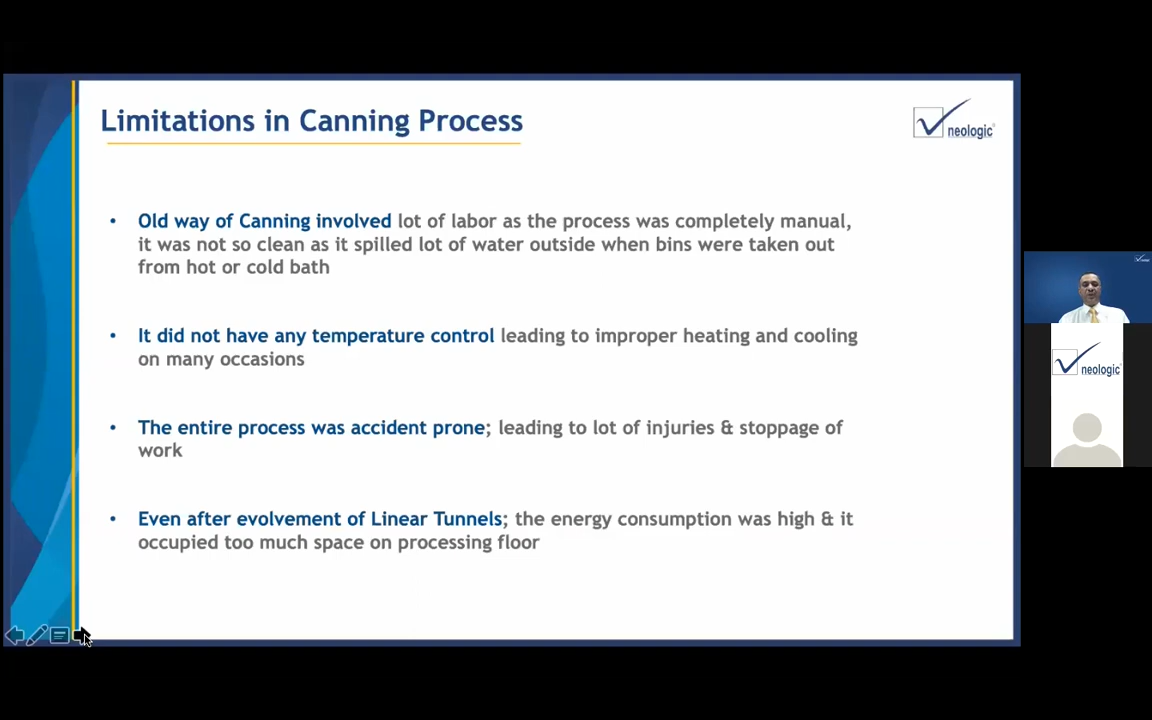 Limitations in Canning Process
neologic
• Old way of Canning involved lot of labor as the process was completely manual,
it was not so clean as it spilled lot of water outside when bins were taken out
from hot or cold bath
• It did not have any temperature control leading to improper heating and cooling
on many occasions
• The entire process was accident prone; leading to lot of injuries & stoppage of
work
• Even after evolvement of Linear Tunnels; the energy consumption was high & it
occupied too much space on processing floor
neologic